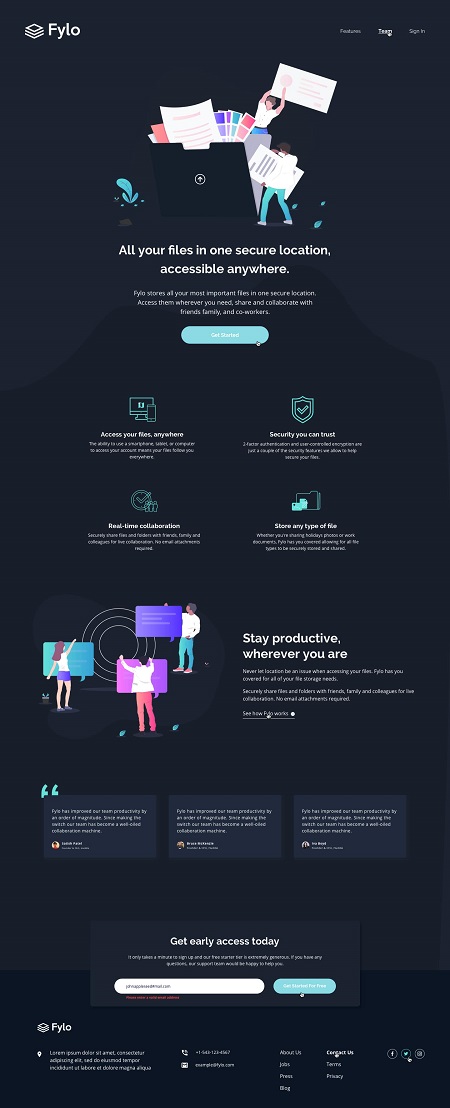 Fylo
Features
Team
Sign In
All your files in one secure location,
accessible anywhere.
Fylo stores all your most important files in one secure location.
Access them wherever you need, share and collaborate with
friends family, and co-workers.
Get Started
Access your files, anywhere
The ability to use a smartphone, tablet, or computer
to access your account means your files follow you
everywhere.
Security you can trust
2-factor authentication and user-controlled encryption are
just a couple of the security features we allow to help
secure your files.
Real-time collaboration
Securely share files and folders with friends, family and
colleagues for live collaboration. No email attachments
required.
Store any type of file
Whether you're sharing holidays photos or work
documents, Fylo has you covered allowing for all file
types to be securely stored and shared.
Stay productive,
wherever you are
Never let location be an issue when accessing your files. Fylo has you
covered for all of your file storage needs.
Securely share files and folders with friends, family and colleagues for live
collaboration. No email attachments required.
See how Fylo works
Fylo has improved our team productivity by
an order of magnitude. Since making the
switch our team has become a well-oiled
collaboration machine.
Satish Patel
Founder & CEO, Huddle
Fylo has improved our team productivity by
an order of magnitude. Since making the
switch our team has become a well-oiled
collaboration machine.
Bruce McKenzie
Founder & CEO, Huddle
Fylo has improved our team productivity by
an order of magnitude. Since making the
switch our team has become a well-oiled
collaboration machine.
Iva Boyd
Founder & CEO, Huddle
Get early access today
It only takes a minute to sign up and our free starter tier is extremely generous. If you have any
questions, our support team would be happy to help you.
Get Started For Free
Please enter a valid email address
Fylo
Lorem ipsum dolor sit amet, consectetur
adipiscing elit, sed do eiusmod tempor
incididunt ut labore et dolore magna aliqua
+1-543-123-4567
example@fylo.com
About Us
Jobs
Press
Blog
Contact Us
Terms
Privacy